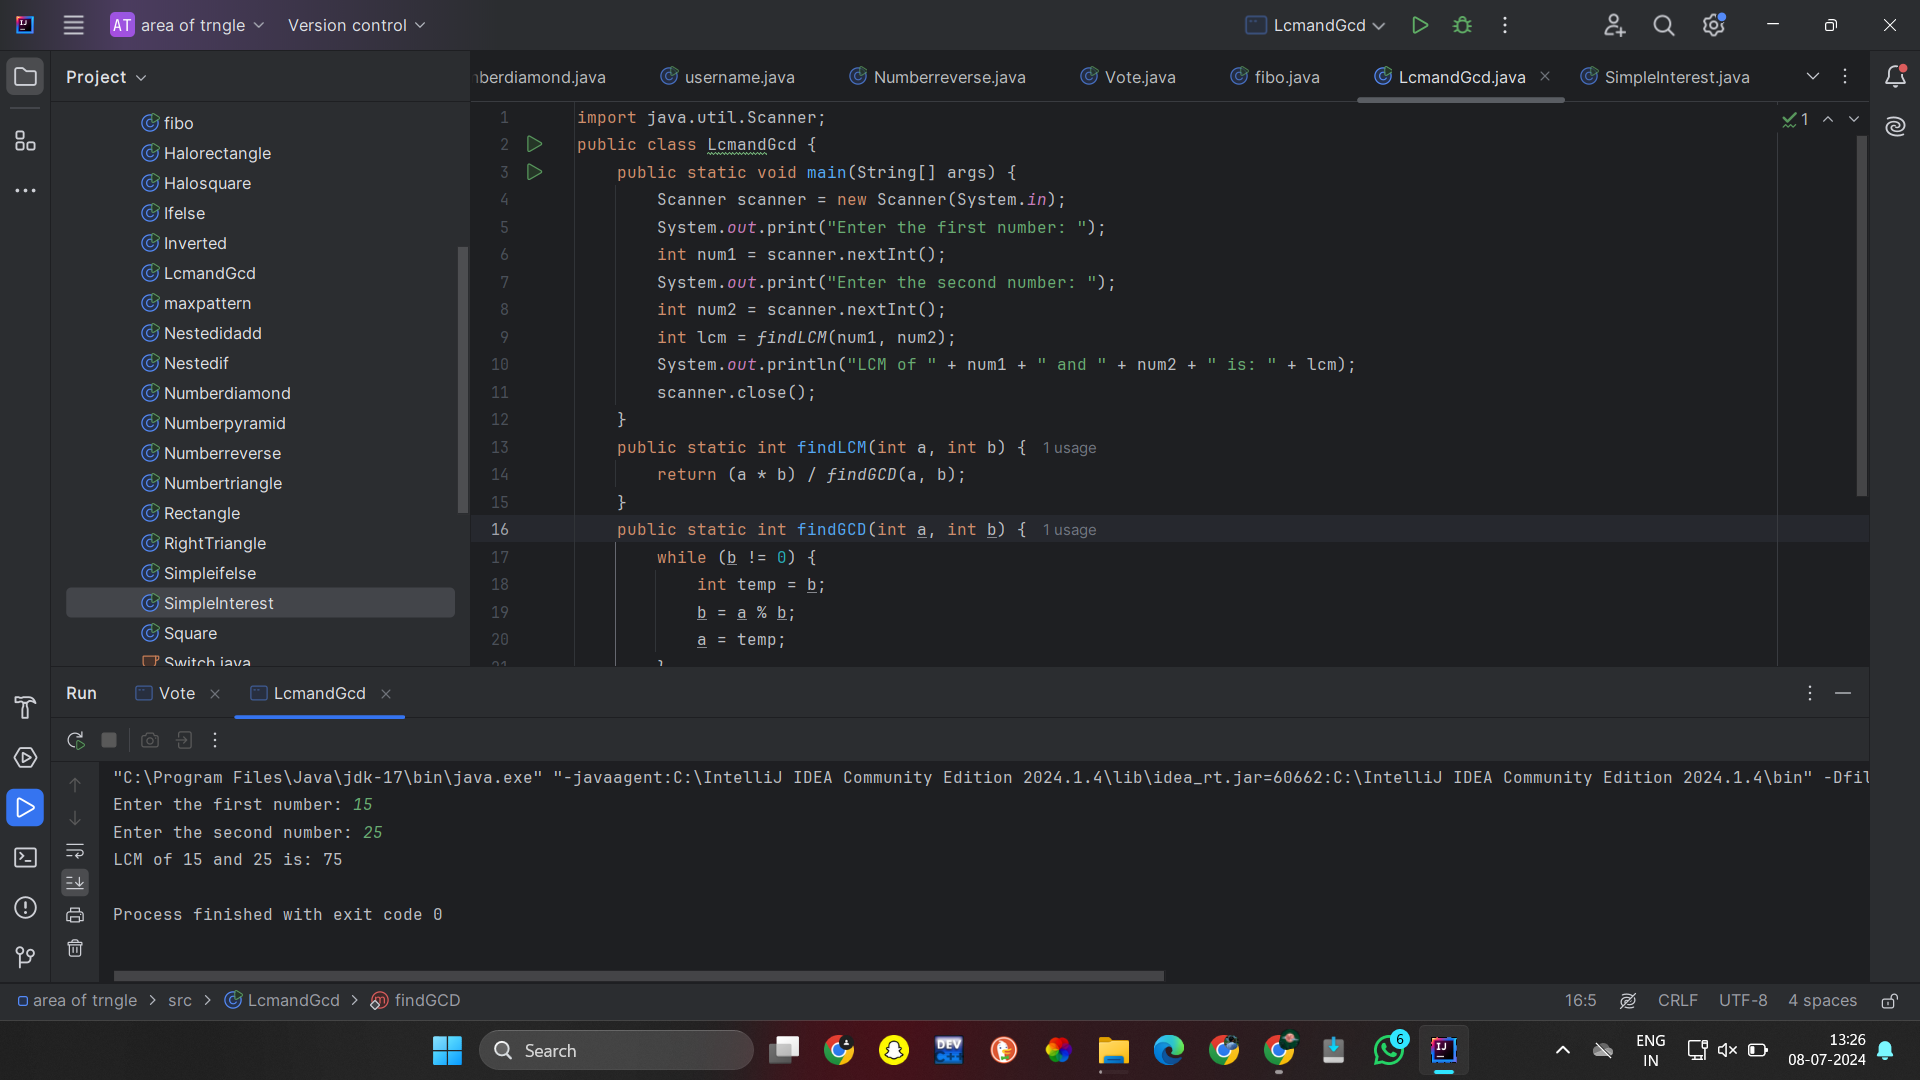 AT area of trngle Version control LcmandGcd
Project
berdiamond.java username.java Numberreverse.java Vote.java fibo.java LcmandGcd.java SimpleInterest.java
fibo
Halorectangle
Halosquare
Ifelse
Inverted
LcmandGcd
maxpattern
Nestedidadd
Nestedif
Numberdiamond
Numberpyramid
Numberreverse
Numbertriangle
Rectangle
RightTriangle
Simpleifelse
SimpleInterest
Square
Switch.java
1 import java.util.Scanner; 1
2 public class LcmandGcd {
3 public static void main(String[] args) {
4 Scanner scanner = new Scanner(System.in);
5 System.out.print("Enter the first number: ");
6 int num1 = scanner.nextInt();
7 System.out.print("Enter the second number: ");
8 int num2 = scanner.nextInt();
9 int lcm = findLCM(num1, num2);
10 System.out.println("LCM of " + num1 + " and " + num2 + " is: " + lcm);
11 scanner.close();
12 }
13 public static int findLCM(int a, int b) { 1 usage
14 return (a * b) / findGCD(a, b);
15 }
16 public static int findGCD(int a, int b) { 1 usage
17 while (b != 0) {
18 int temp = b;
19 b = a % b;
20 a = temp;
21 }
Run Vote LcmandGcd
"C:\Program Files\Java\jdk-17\bin\java.exe" "-javaagent:C:\IntelliJ IDEA Community Edition 2024.1.4\lib\idea_rt.jar=60662:C:\IntelliJ IDEA Community Edition 2024.1.4\bin" -Dfil
Enter the first number: 15
Enter the second number: 25
LCM of 15 and 25 is: 75
Process finished with exit code 0
area of trngle > src > LcmandGcd > findGCD 16:5 CRLF UTF-8 4 spaces
Search DEV C++ 6 IJ ENG IN 13:26
08-07-2024